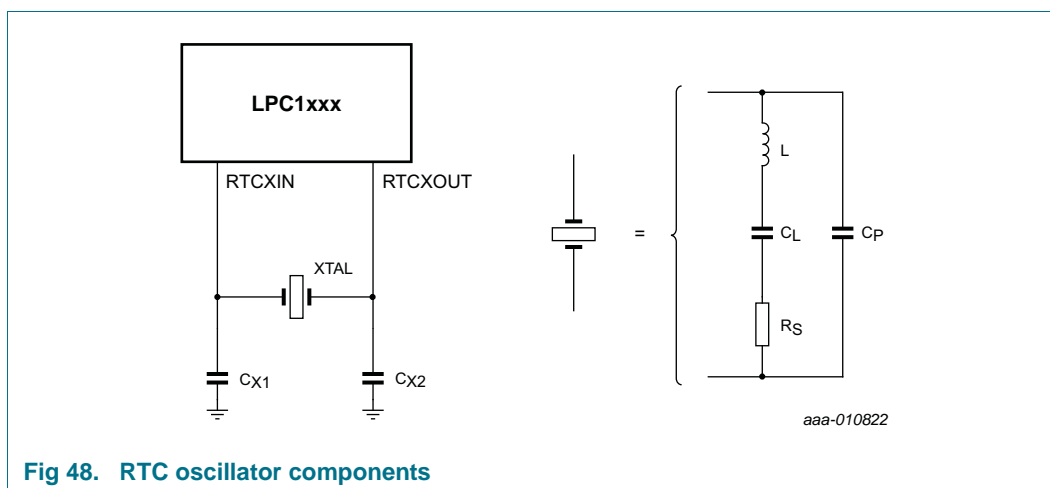 LPC1xxx
RTCXIN
RTCXOUT
XTAL
CX1
CX2
=
L
CL
CP
RS
aaa-010822
Fig 48. RTC oscillator components